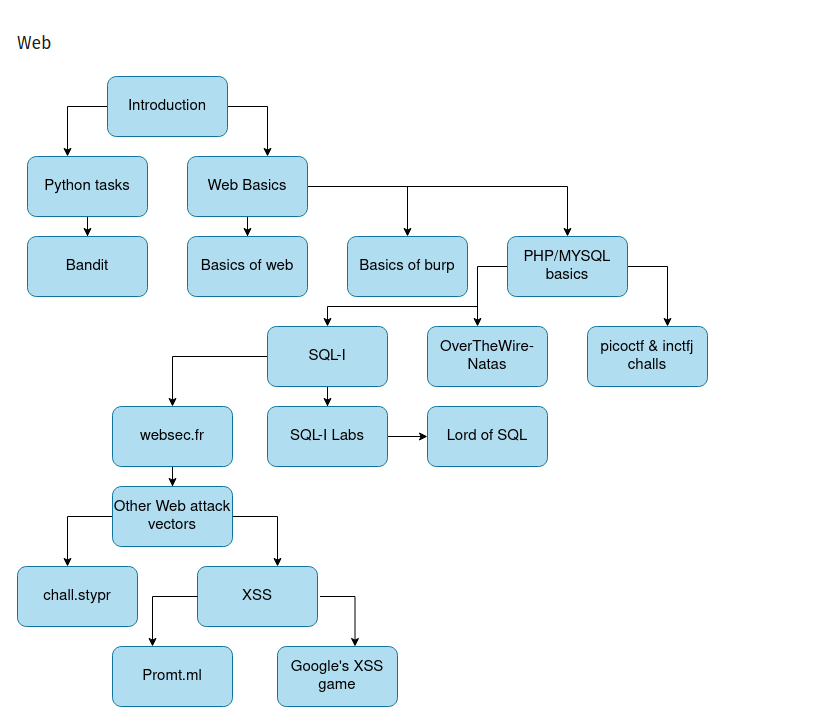 Web
Introduction
Python tasks
Web Basics
Bandit
Basics of web
Basics of burp
PHP/MYSQL
basics
SQL-I
OverTheWire-
Natas
picoctf & inctfj
challs
websec.fr
SQL-I Labs
Lord of SQL
Other Web attack
vectors
chall.stypr
XSS
Promt.ml
Google's XSS
game